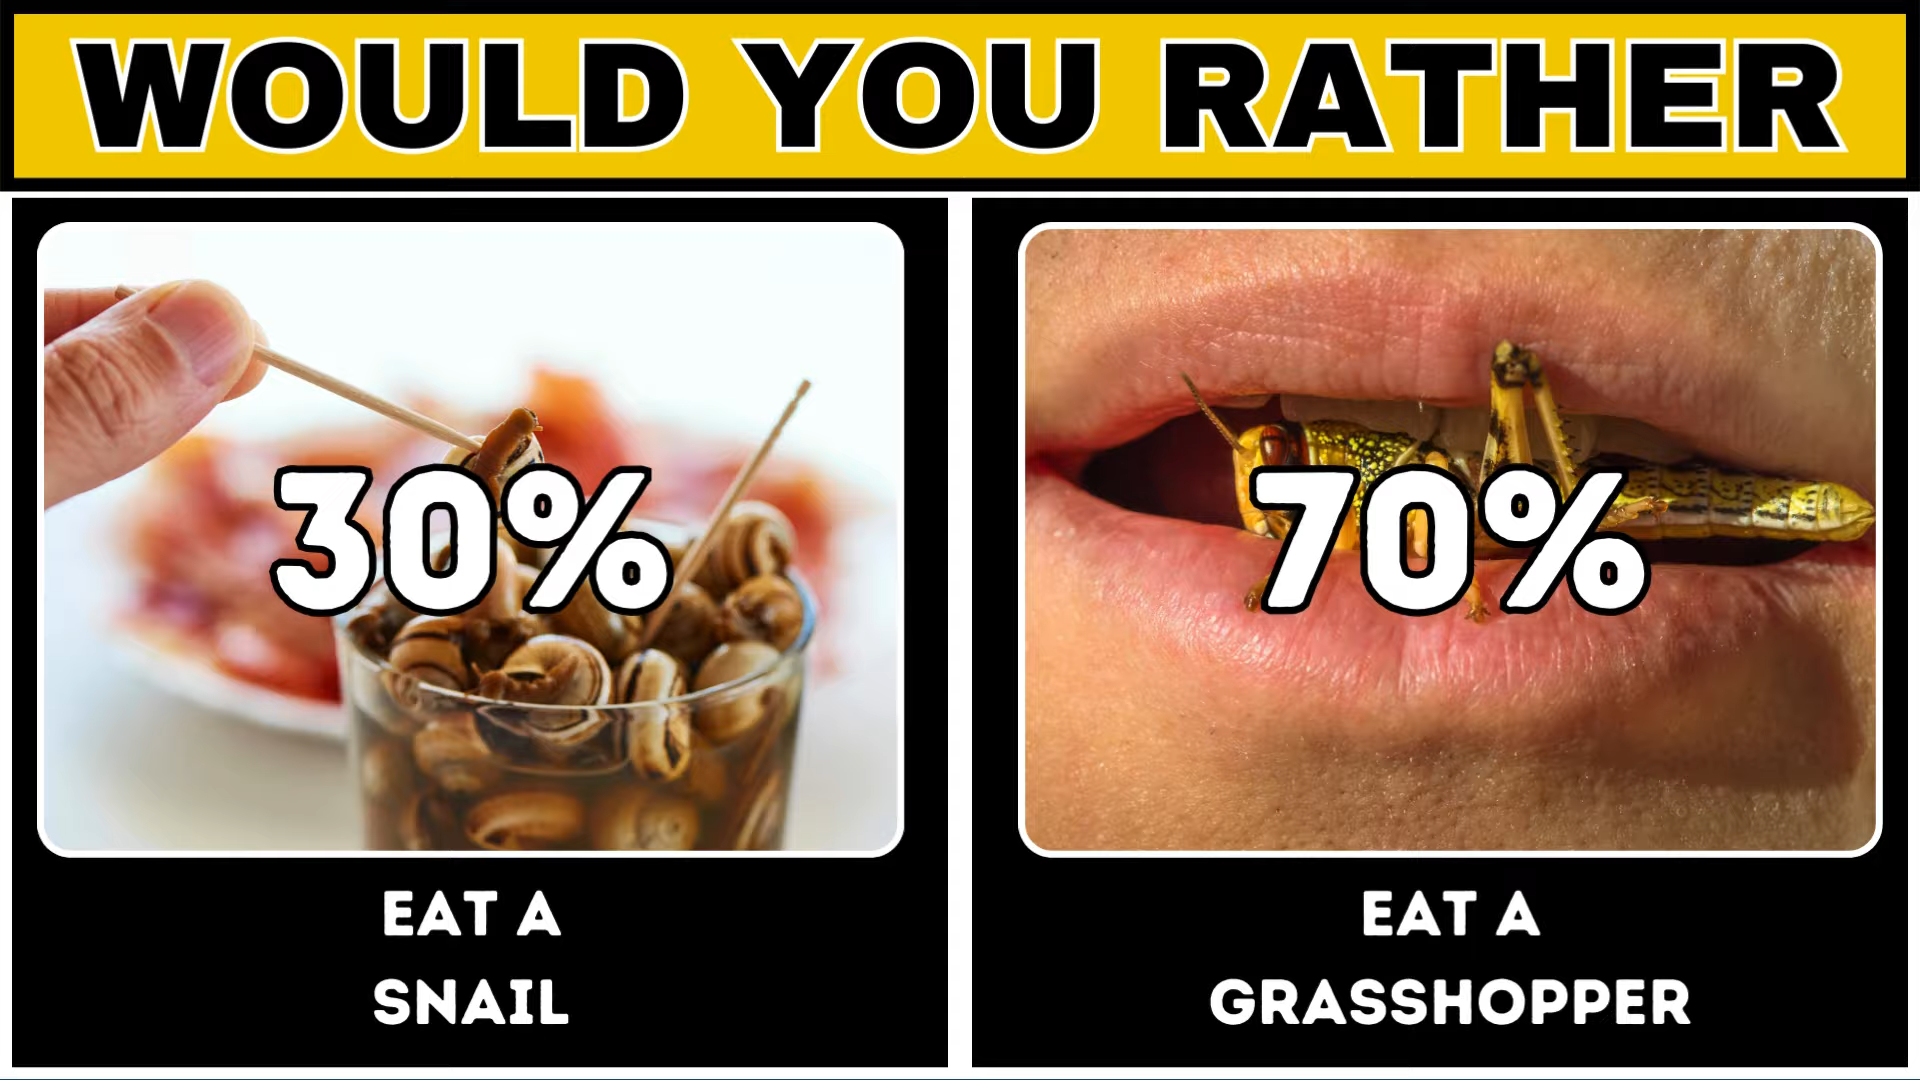 WOULD YOU RATHER
30%
70%
EAT A
SNAIL
EAT A
GRASSHOPPER